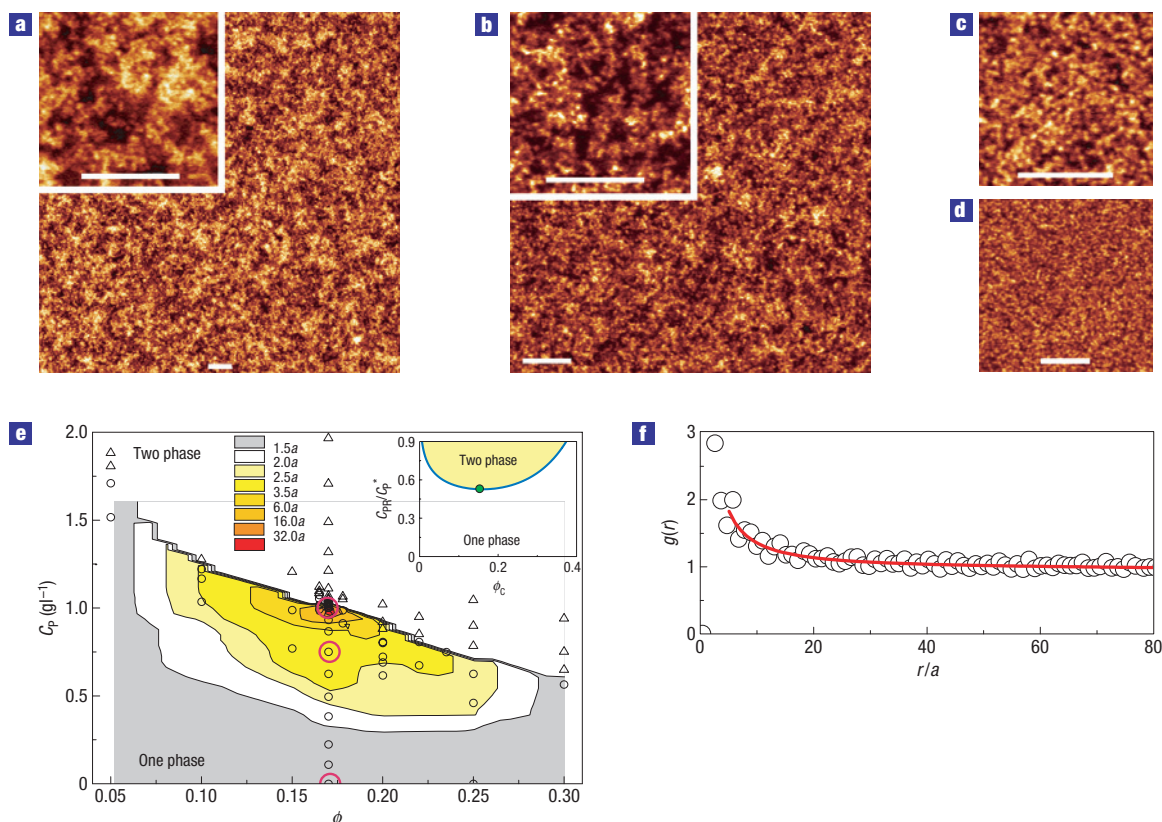 a
b
c
d
e
2.0
1.5
1.0
0.5
0
C_P (gl⁻¹)
Two phase
One phase
1.5a
2.0a
2.5a
3.5a
6.0a
16.0a
32.0a
0.9
0.6
0.3
0
C_PR/C_P*
Two phase
One phase
0 0.2 0.4
ϕ_C
0.05 0.10 0.15 0.20 0.25 0.30
ϕ
f
3
2
1
0
g(r)
0 20 40 60 80
r/a